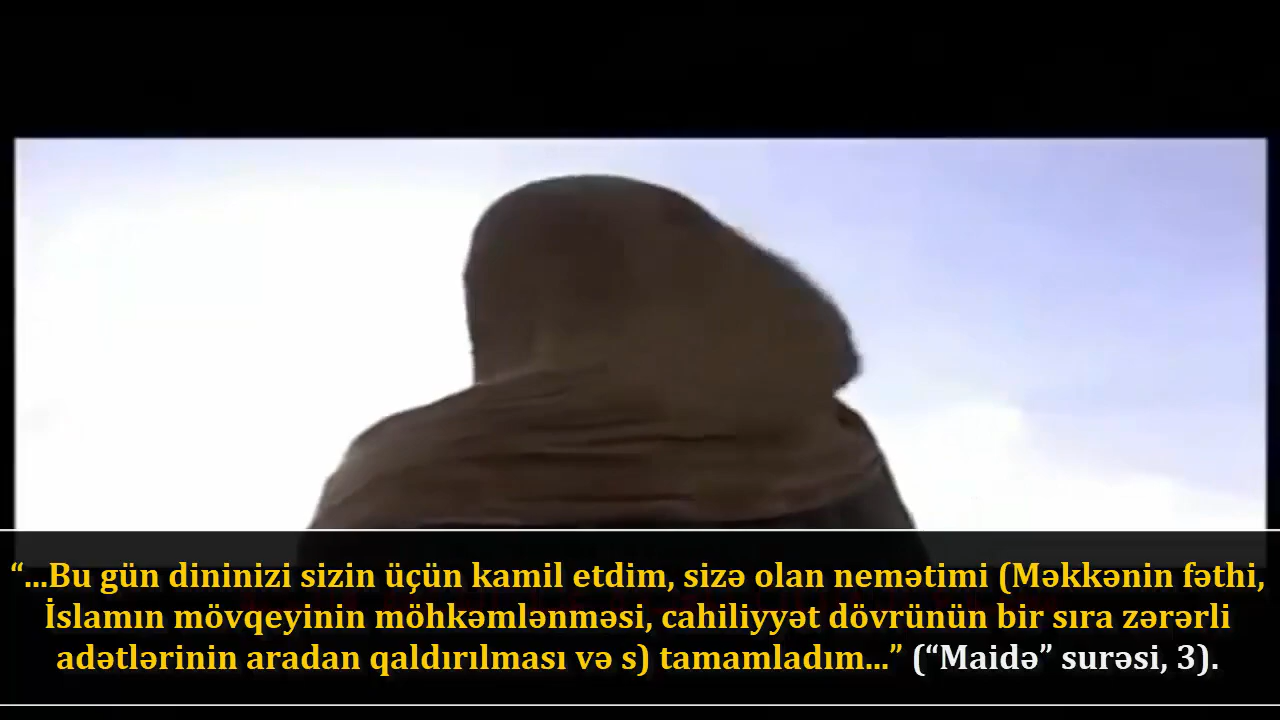 “...Bu gün dininizi sizin üçün kamil etdim, sizə olan nemətimi (Məkkənin fəthi,
İslamın mövqeyinin möhkəmlənməsi, cahiliyyət dövrünün bir sıra zərərli
adətlərinin aradan qaldırılması və s) tamamladım...” (“Maidə” surəsi, 3).